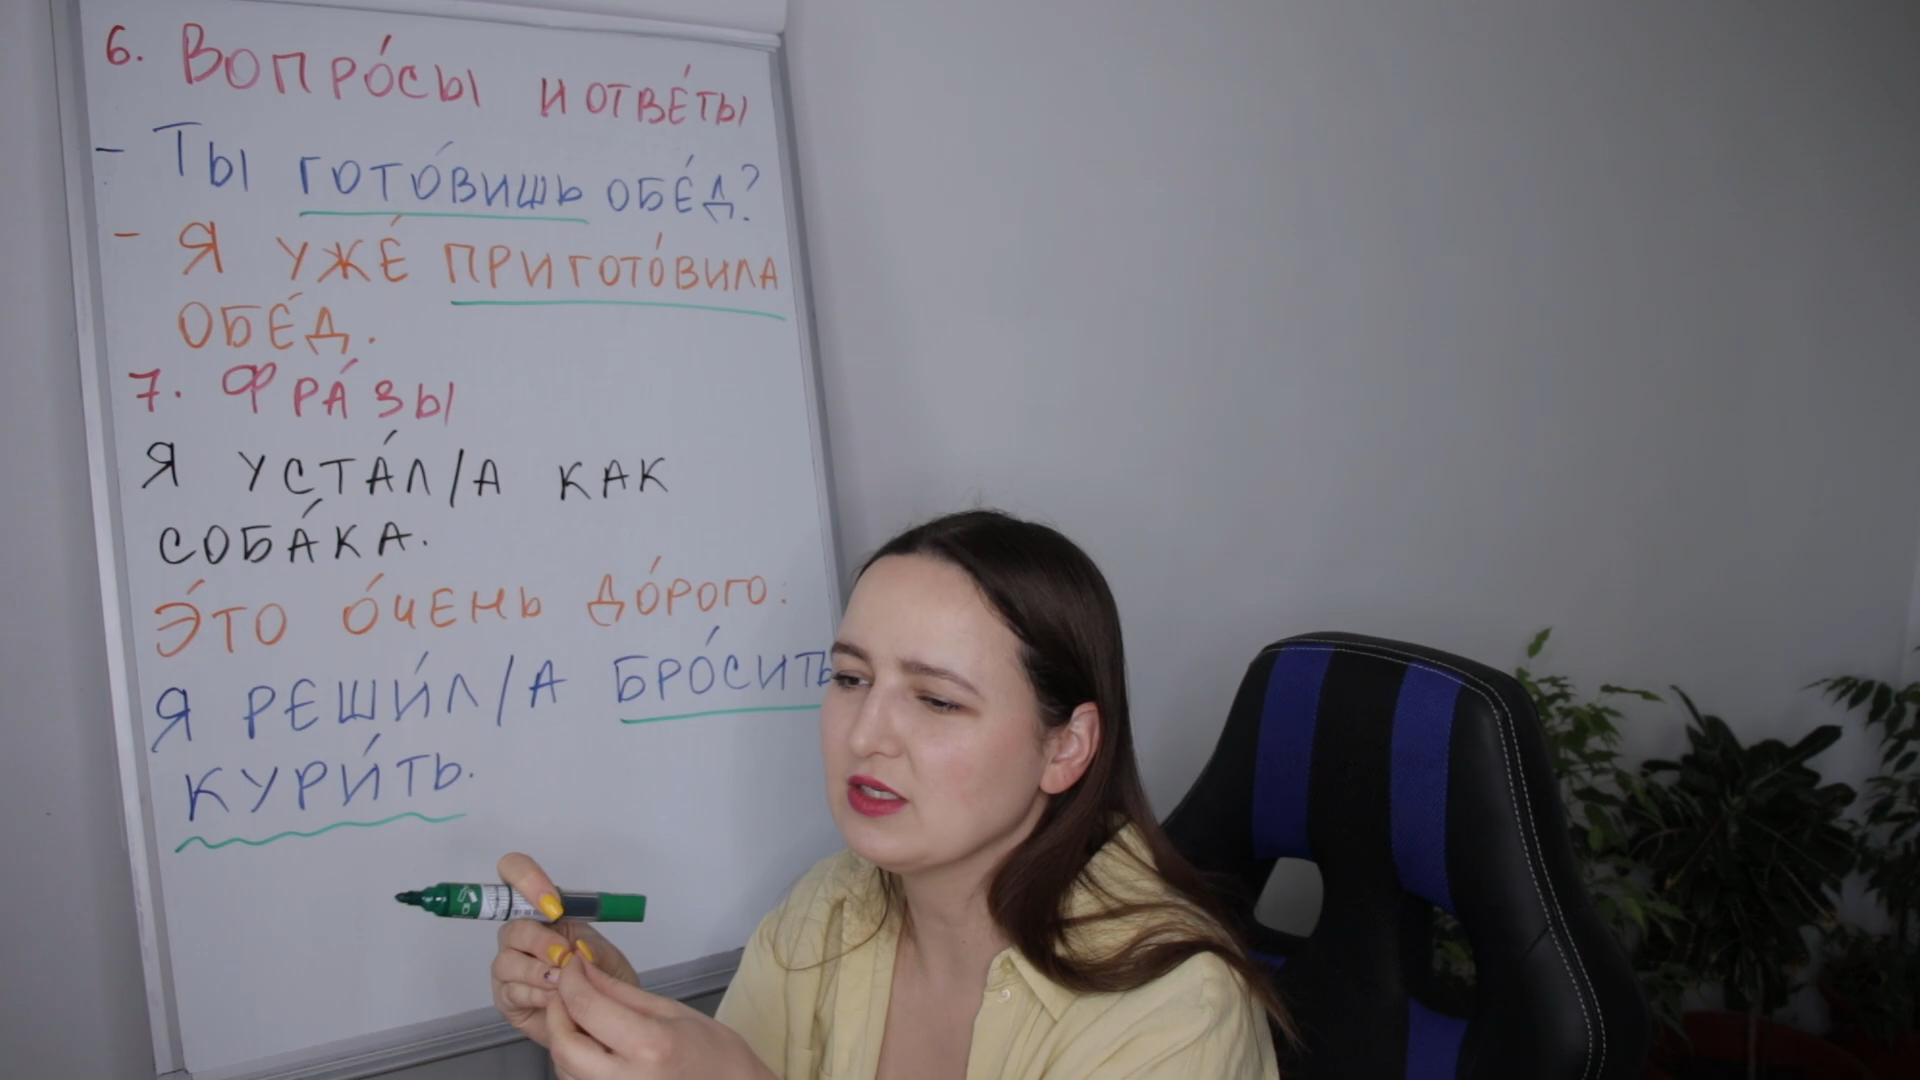 6. Вопро́сы и отве́ты
- Ты гото́вишь обе́д?
- Я уже́ пригото́вила
обе́д.
7. Фра́зы
Я уста́л/а как
соба́ка.
Э́то о́чень до́рого:
Я реши́л/а бро́сить
кури́ть.